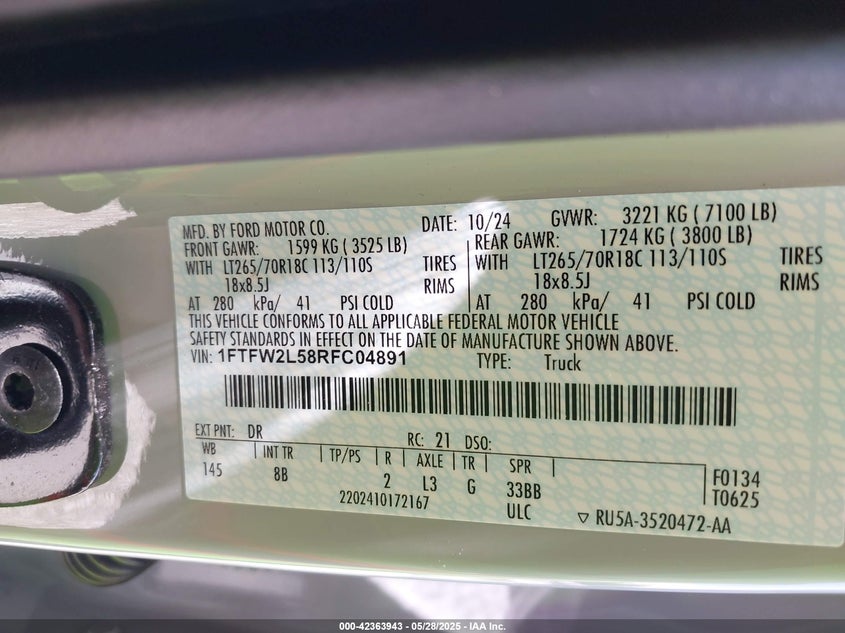 MFD. BY FORD MOTOR CO. DATE: 10/24 GVWR: 3221 KG ( 7100 LB)
FRONT GAWR: 1599 KG ( 3525 LB) REAR GAWR: 1724 KG ( 3800 LB)
WITH LT265/70R18C 113/110S TIRES WITH LT265/70R18C 113/110S TIRES
18x8.5J RIMS 18x8.5J RIMS
AT 280 kPa/ 41 PSI COLD AT 280 kPa/ 41 PSI COLD
THIS VEHICLE CONFORMS TO ALL APPLICABLE FEDERAL MOTOR VEHICLE
SAFETY STANDARDS IN EFFECT ON THE DATE OF MANUFACTURE SHOWN ABOVE.
VIN: 1FTFW2L58RFC04891 TYPE: Truck
EXT PNT: DR RC: 21 DSO:
WB INT TR TP/PS R AXLE TR SPR
145 8B 2 L3 G 33BB F0134
2202410172167 ULC T0625
▽ RU5A-3520472-AA
000-42363943 - 05/28/2025 - IAA Inc.